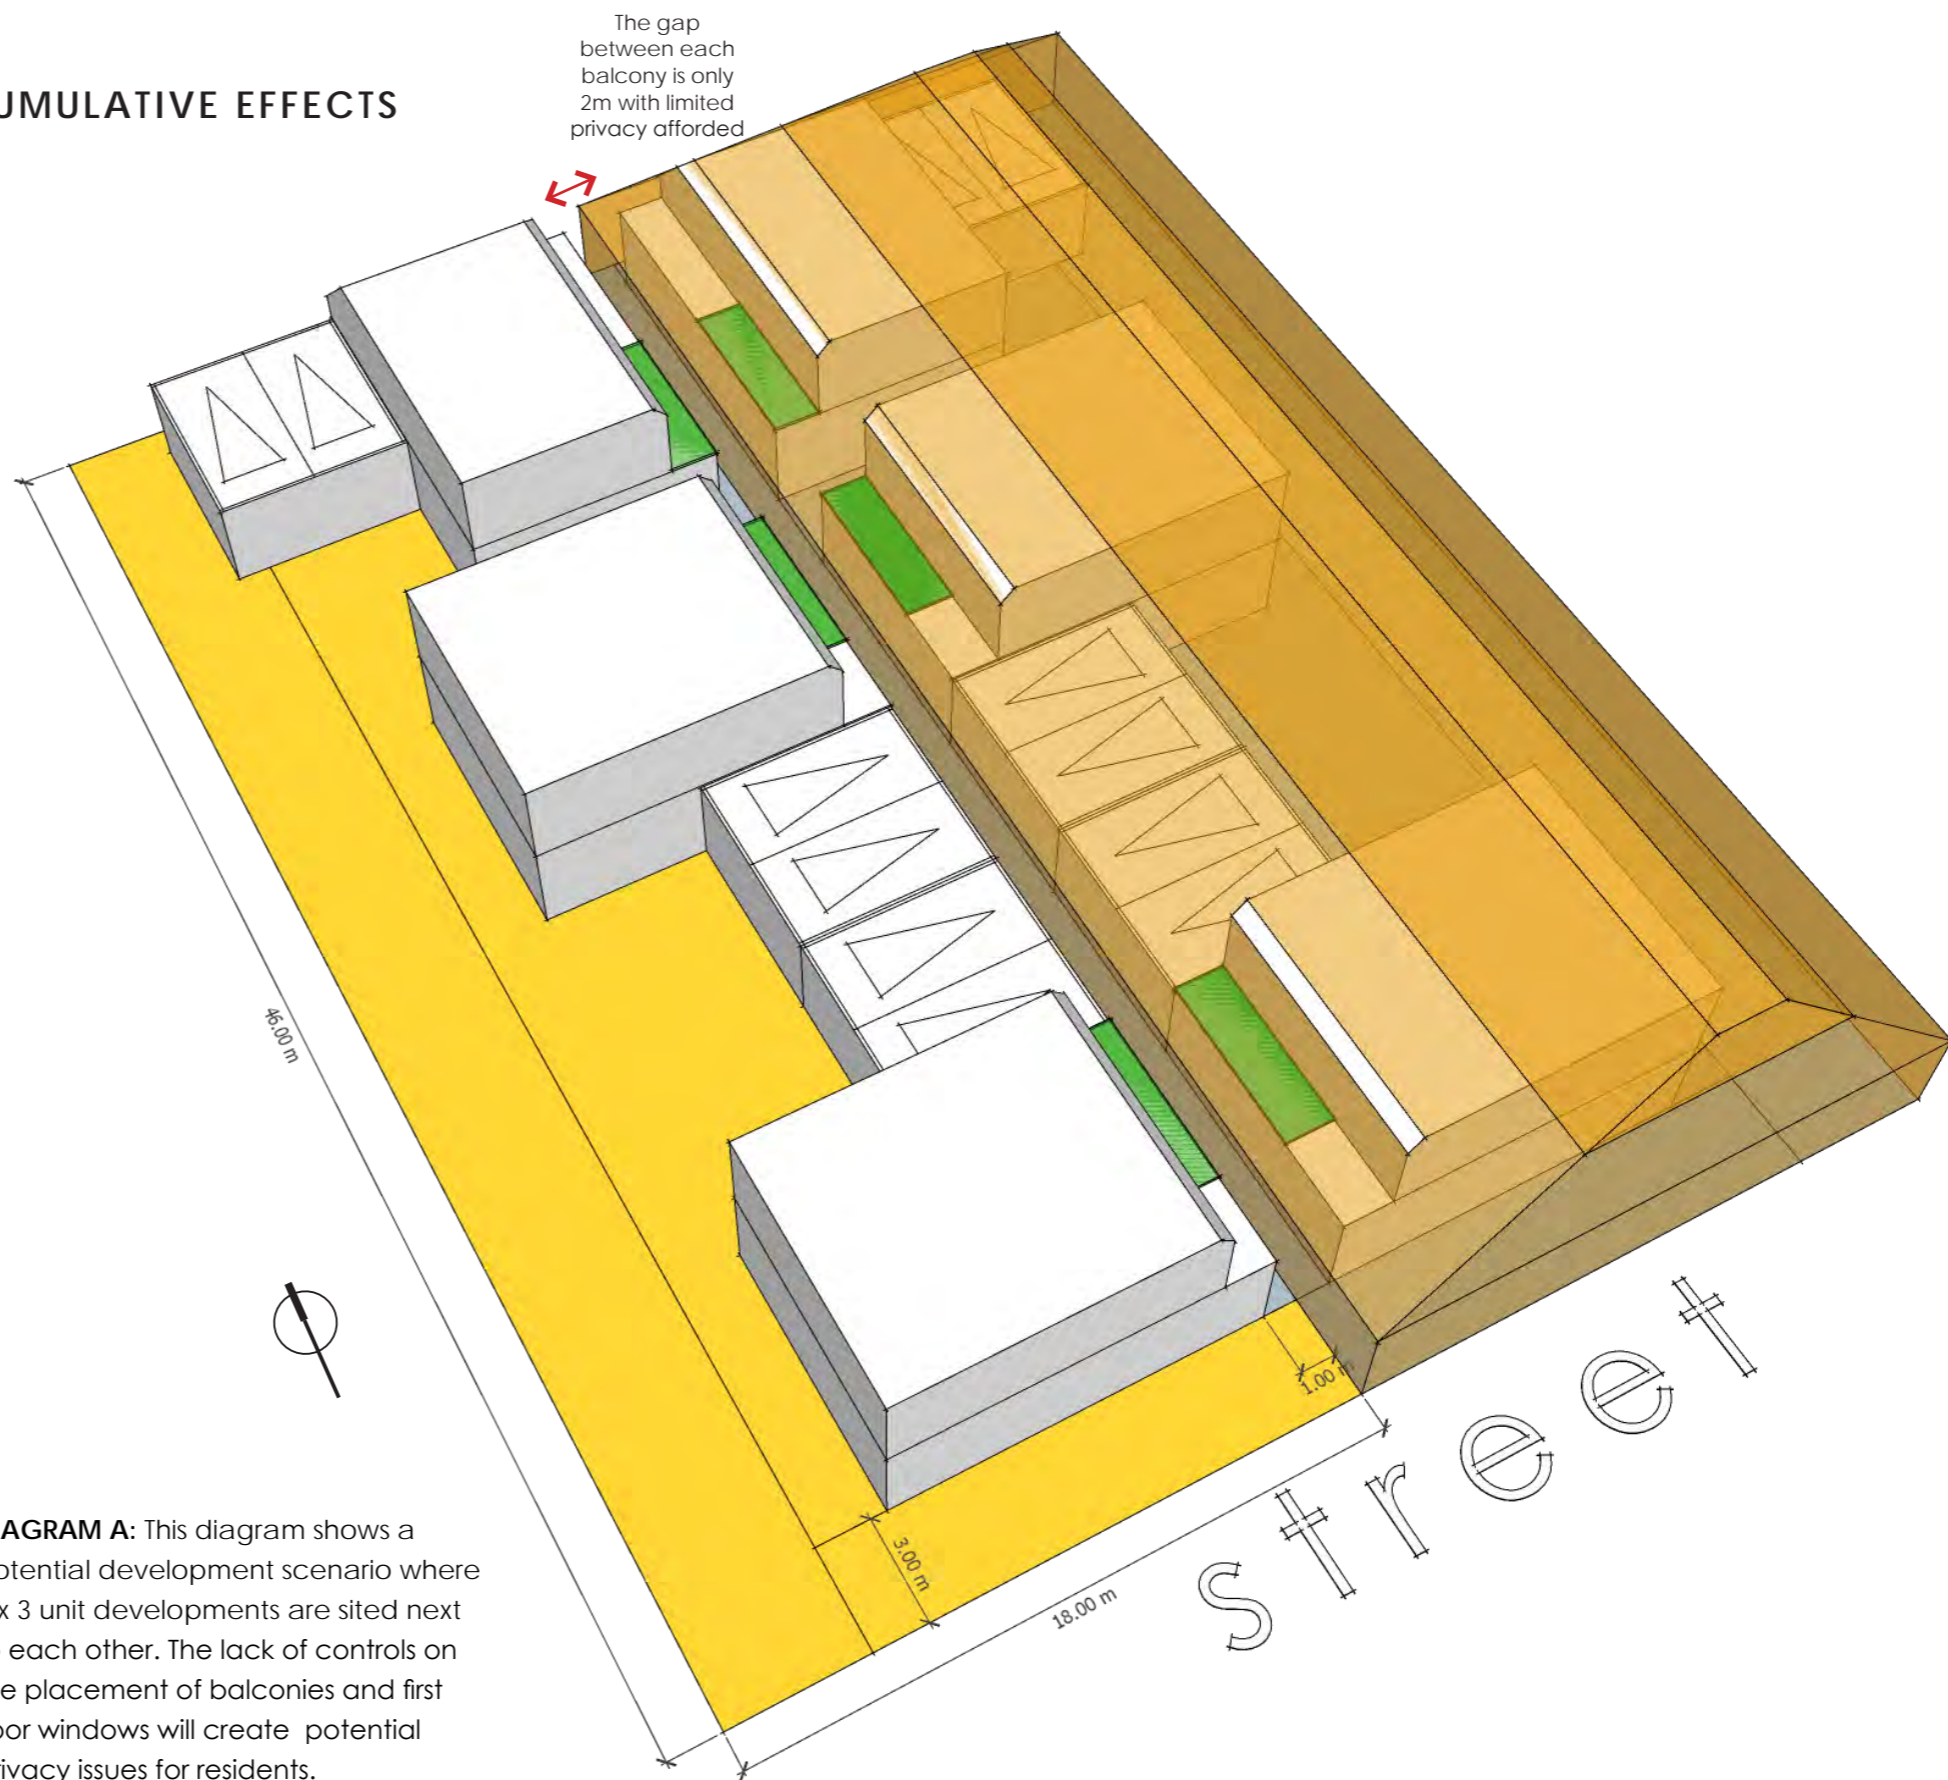 The gap
between each
balcony is only
2m with limited
privacy afforded
UMULATIVE EFFECTS
46.00 m
1.00 m
3.00 m
18.00 m
Street
AGRAM A: This diagram shows a
otential development scenario where
x 3 unit developments are sited next
each other. The lack of controls on
e placement of balconies and first
oor windows will create potential
rivacy issues for residents.